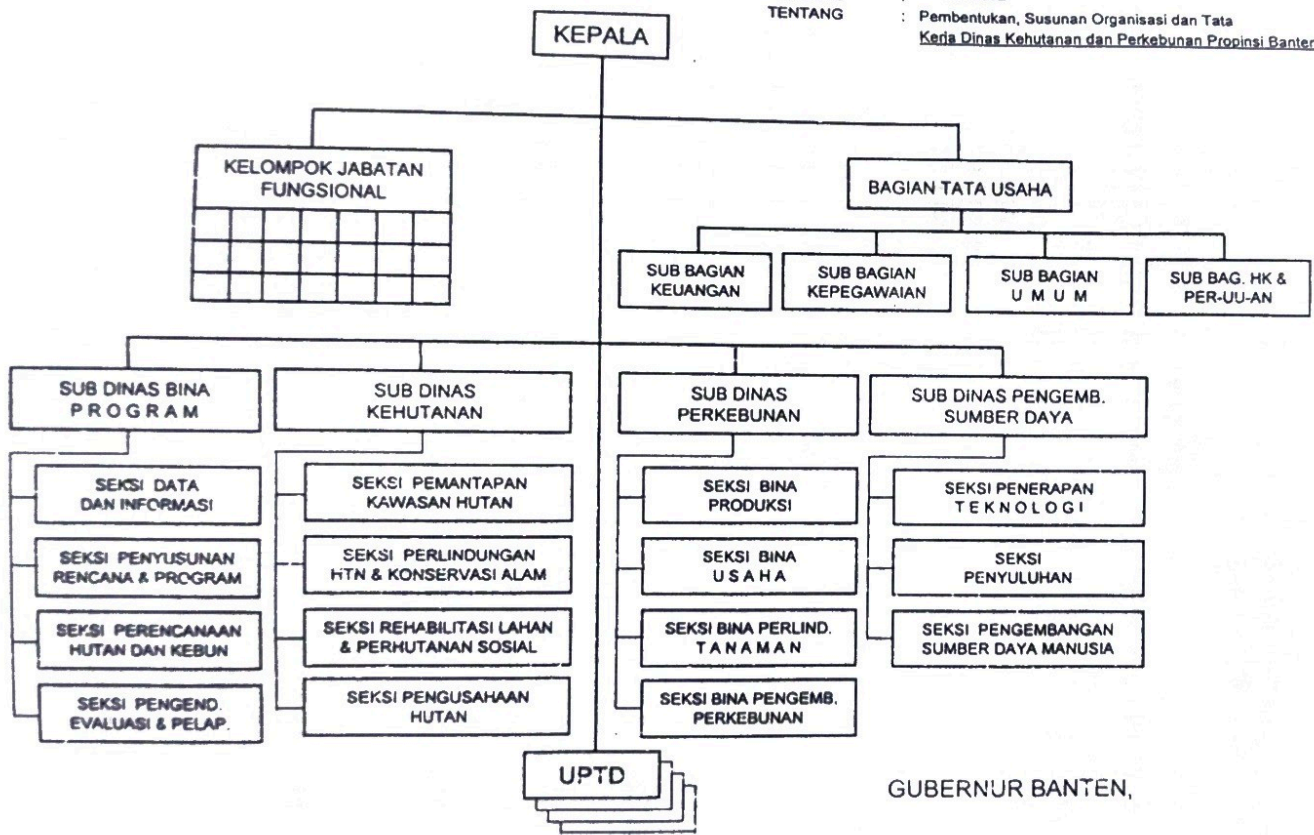 TENTANG : Pembentukan, Susunan Organisasi dan Tata
Kerja Dinas Kehutanan dan Perkebunan Propinsi Banten
KEPALA
KELOMPOK JABATAN
FUNGSIONAL
BAGIAN TATA USAHA
SUB BAGIAN
KEUANGAN
SUB BAGIAN
KEPEGAWAIAN
SUB BAGIAN
U M U M
SUB BAG. HK &
PER-UU-AN
SUB DINAS BINA
P R O G R A M
SUB DINAS
KEHUTANAN
SUB DINAS
PERKEBUNAN
SUB DINAS PENGEMB.
SUMBER DAYA
SEKSI DATA
DAN INFORMASI
SEKSI PENYUSUNAN
RENCANA & PROGRAM
SEKSI PERENCANAAN
HUTAN DAN KEBUN
SEKSI PENGEND.
EVALUASI & PELAP.
SEKSI PEMANTAPAN
KAWASAN HUTAN
SEKSI PERLINDUNGAN
HTN & KONSERVASI ALAM
SEKSI REHABILITASI LAHAN
& PERHUTANAN SOSIAL
SEKSI PENGUSAHAAN
HUTAN
SEKSI BINA
PRODUKSI
SEKSI BINA
U S A H A
SEKSI BINA PERLIND.
T A N A M A N
SEKSI BINA PENGEMB.
PERKEBUNAN
SEKSI PENERAPAN
T E K N O L O G I
SEKSI
PENYULUHAN
SEKSI PENGEMBANGAN
SUMBER DAYA MANUSIA
UPTD
GUBERNUR BANTEN,